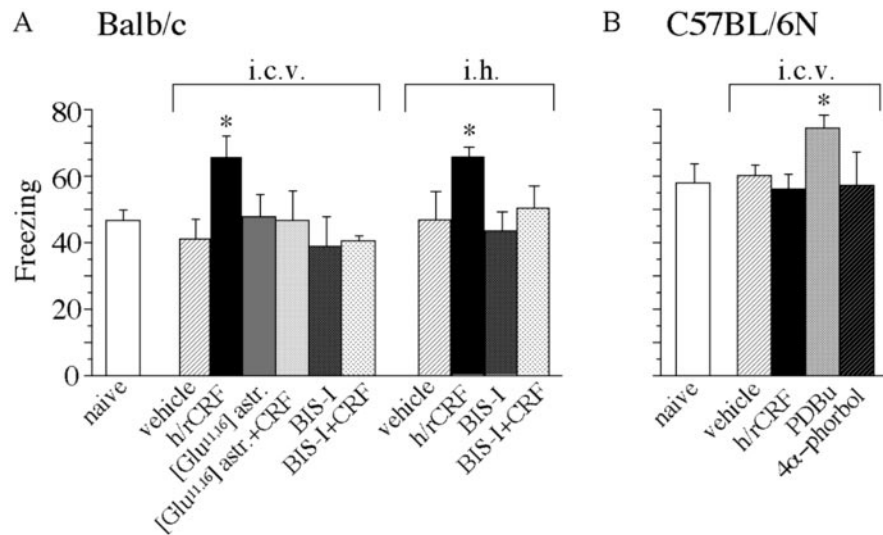 A Balb/c
i.c.v.
i.h.
*
*
Freezing
80
60
40
20
0
naive
vehicle
h/rCRF
[Glu¹¹,¹⁶] astr.
[Glu¹¹,¹⁶] astr.+CRF
BIS-I
BIS-I+CRF
vehicle
h/rCRF
BIS-I
BIS-I+CRF
B C57BL/6N
i.c.v.
*
naive
vehicle
h/rCRF
PDBu
4α-phorbol